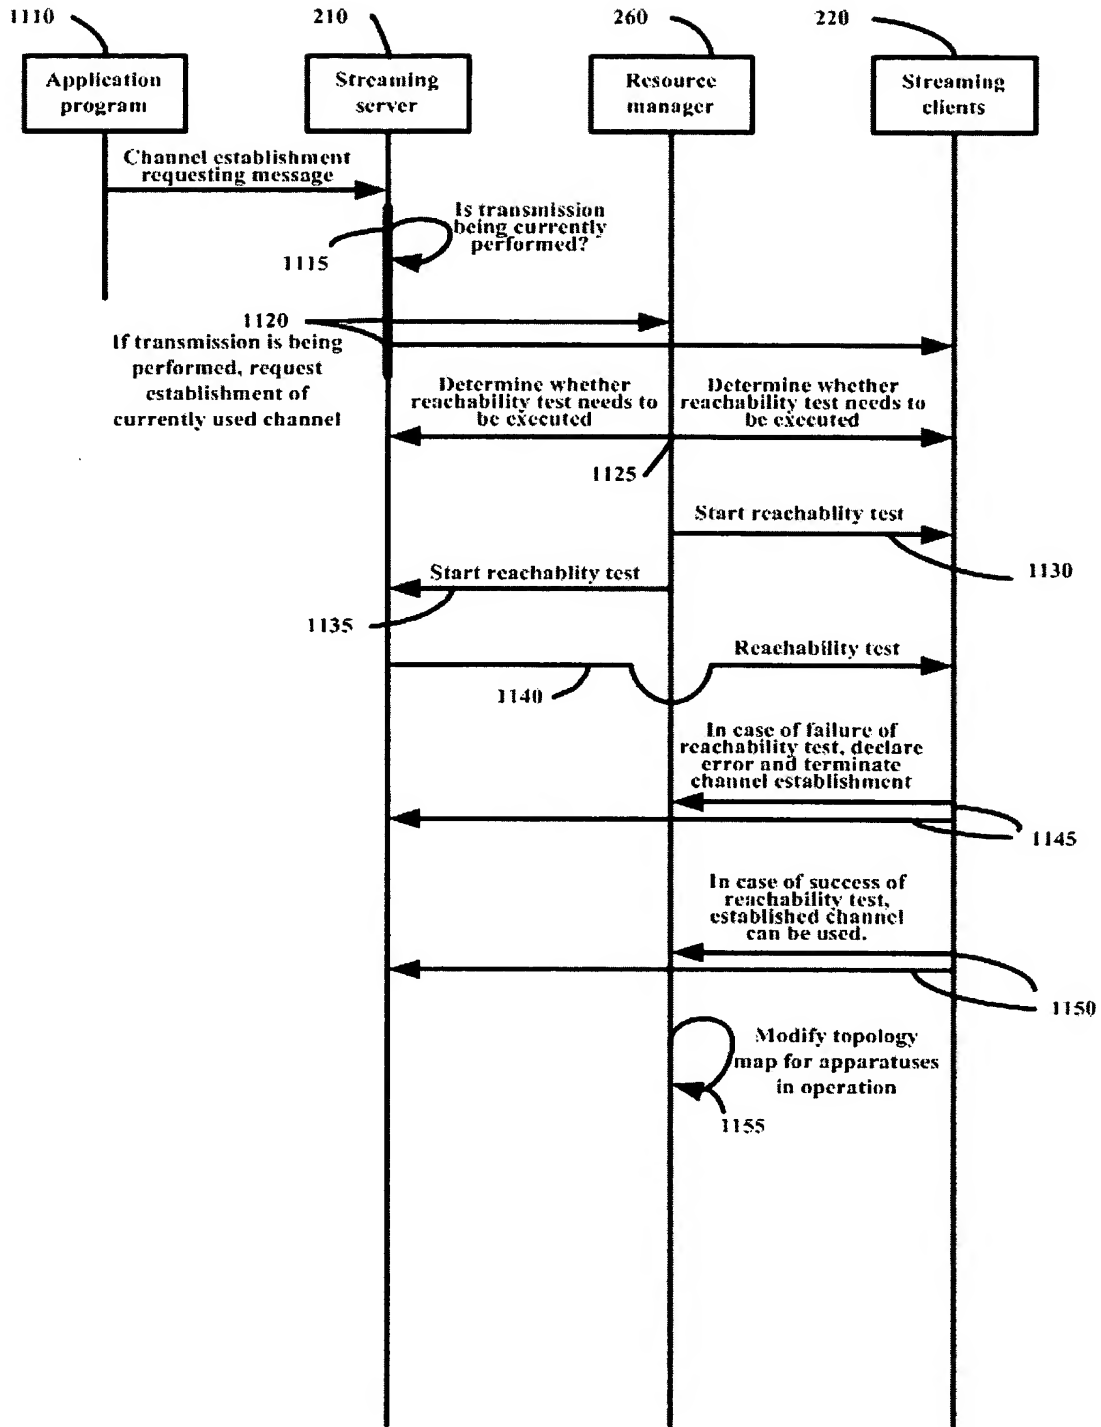 1110
210
260
220
Application
program
Streaming
server
Resource
manager
Streaming
clients
Channel establishment
requesting message
Is transmission
being currently
performed?
1115
1120
If transmission is being
performed, request
establishment of
currently used channel
Determine whether
reachability test needs to
be executed
Determine whether
reachability test needs to
be executed
1125
Start reachablity test
1130
Start reachablity test
1135
Reachability test
1140
In case of failure of
reachability test, declare
error and terminate
channel establishment
1145
In case of success of
reachability test,
established channel
can be used.
1150
Modify topology
map for apparatuses
in operation
1155